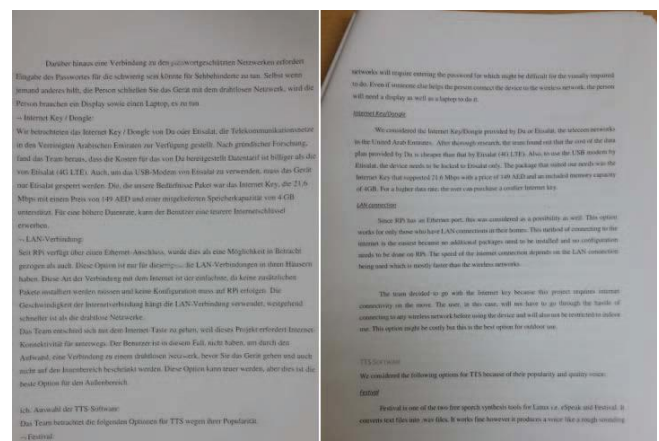 Darüber hinaus eine Verbindung zu den passwortgeschützten Netzwerken erfordert
Eingabe des Passwortes für die schwierig sein könnte für Sehbehinderte zu tun. Selbst wenn
jemand anderes hilft, die Person schließen Sie das Gerät mit dem drahtlosen Netzwerk, wird die
Person brauchen ein Display sowie einen Laptop, es zu tun
-- Internet Key / Dongle
Wir betrachteten das Internet Key / Dongle von Du oder Etisalat, die Telekommunikationsnetze
in den Vereinigten Arabischen Emiraten zur Verfügung gestellt. Nach gründlicher Forschung,
fand das Team heraus, dass die Kosten für das von Du bereitgestellt Datenplan ist billiger als die
von Etisalat (4G LTE). Auch, um das USB-Modem von Etisalat zu verwenden, muss das Gerät
nur Etisalat gesperrt werden. Die, die unsere Bedürfnisse Paket war das Internet Key, die 21,6
Mbps mit einem Preis von 149 AED und einer mitgelieferten Speicherkapazität von 4 GB
unterstützt. Für eine höhere Datenrate, kann der Benutzer eine teurere Internetschlüssel
erwerben.
-- LAN-Verbindung:
Seit RPi verfügt über einen Ethernet-Anschluss, wurde dies als eine Möglichkeit in Betracht
gezogen als auch. Diese Option ist nur für diejenigen, die LAN-Verbindungen in ihren Häusern
haben. Diese Art der Verbindung mit dem Internet ist der einfachste, da keine zusätzlichen
Pakete installiert werden müssen und keine Konfiguration muss auf RPi erfolgen. Die
Geschwindigkeit der Internetverbindung hängt die LAN-Verbindung verwendet, weitgehend
schneller ist als die drahtlose Netzwerke.
Das Team entschied sich mit dem Internet-Taste zu gehen, weil dieses Projekt erfordert Internet-
Konnektivität für unterwegs. Der Benutzer ist in diesem Fall, nicht haben, um durch den
Aufwand, eine Verbindung zu einem drahtlosen Netzwerk, bevor Sie das Gerät gehen und auch
nicht auf den Innenbereich beschränkt werden. Diese Option kann teuer werden, aber dies ist die
beste Option für den Außenbereich.
ich. Auswahl der TTS-Software:
Das Team betrachtet die folgenden Optionen für TTS wegen ihrer Popularität.
-- Festival:
networks will require entering the password for which might be difficult for the visually impaired
to do. Even if someone else helps the person connect the device to the wireless network, the person
will need a display as well as a laptop to do it.
Internet Key/Dongle
We considered the Internet Key/Dongle provided by Du or Etisalat, the telecom networks
in the United Arab Emirates. After thorough research, the team found out that the cost of the data
plan provided by Du is cheaper than that by Etisalat (4G LTE). Also, to use the USB modem by
Etisalat, the device needs to be locked to Etisalat only. The package that suited our needs was the
Internet Key that supported 21.6 Mbps with a price of 149 AED and an included memory capacity
of 4GB. For a higher data rate, the user can purchase a costlier Internet key.
LAN connection
Since RPi has an Ethernet port, this was considered as a possibility as well. This option
works for only those who have LAN connections in their homes. This method of connecting to the
internet is the easiest because no additional packages need to be installed and no configuration
needs to be done on RPi. The speed of the internet connection depends on the LAN connection
being used which is mostly faster than the wireless networks.
The team decided to go with the Internet key because this project requires internet
connectivity on the move. The user, in this case, will not have to go through the hassle of
connecting to any wireless network before using the device and will also not be restricted to indoor
use. This option might be costly but this is the best option for outdoor use.
TTS Software
We considered the following options for TTS because of their popularity and quality voice.
Festival
Festival is one of the two free speech synthesis tools for Linux i.e. eSpeak and Festival. It
converts text files into .wav files. It works fine however it produces a voice like a rough sounding